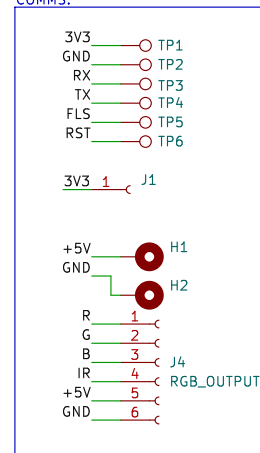 COMMS:
3V3 TP1
GND TP2
RX TP3
TX TP4
FLS TP5
RST TP6
3V3 1 J1
+5V H1
GND H2
R 1
G 2
B 3 J4
IR 4 RGB_OUTPUT
+5V 5
GND 6